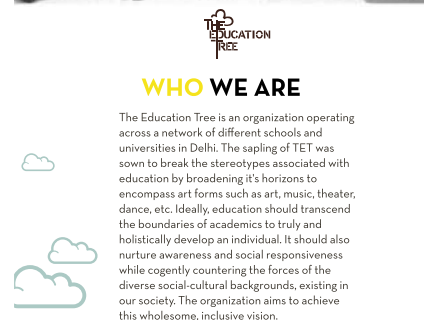 THE
EDUCATION
TREE
WHO WE ARE
The Education Tree is an organization operating
across a network of different schools and
universities in Delhi. The sapling of TET was
sown to break the stereotypes associated with
education by broadening it's horizons to
encompass art forms such as art, music, theater,
dance, etc. Ideally, education should transcend
the boundaries of academics to truly and
holistically develop an individual. It should also
nurture awareness and social responsiveness
while cogently countering the forces of the
diverse social-cultural backgrounds, existing in
our society. The organization aims to achieve
this wholesome, inclusive vision.